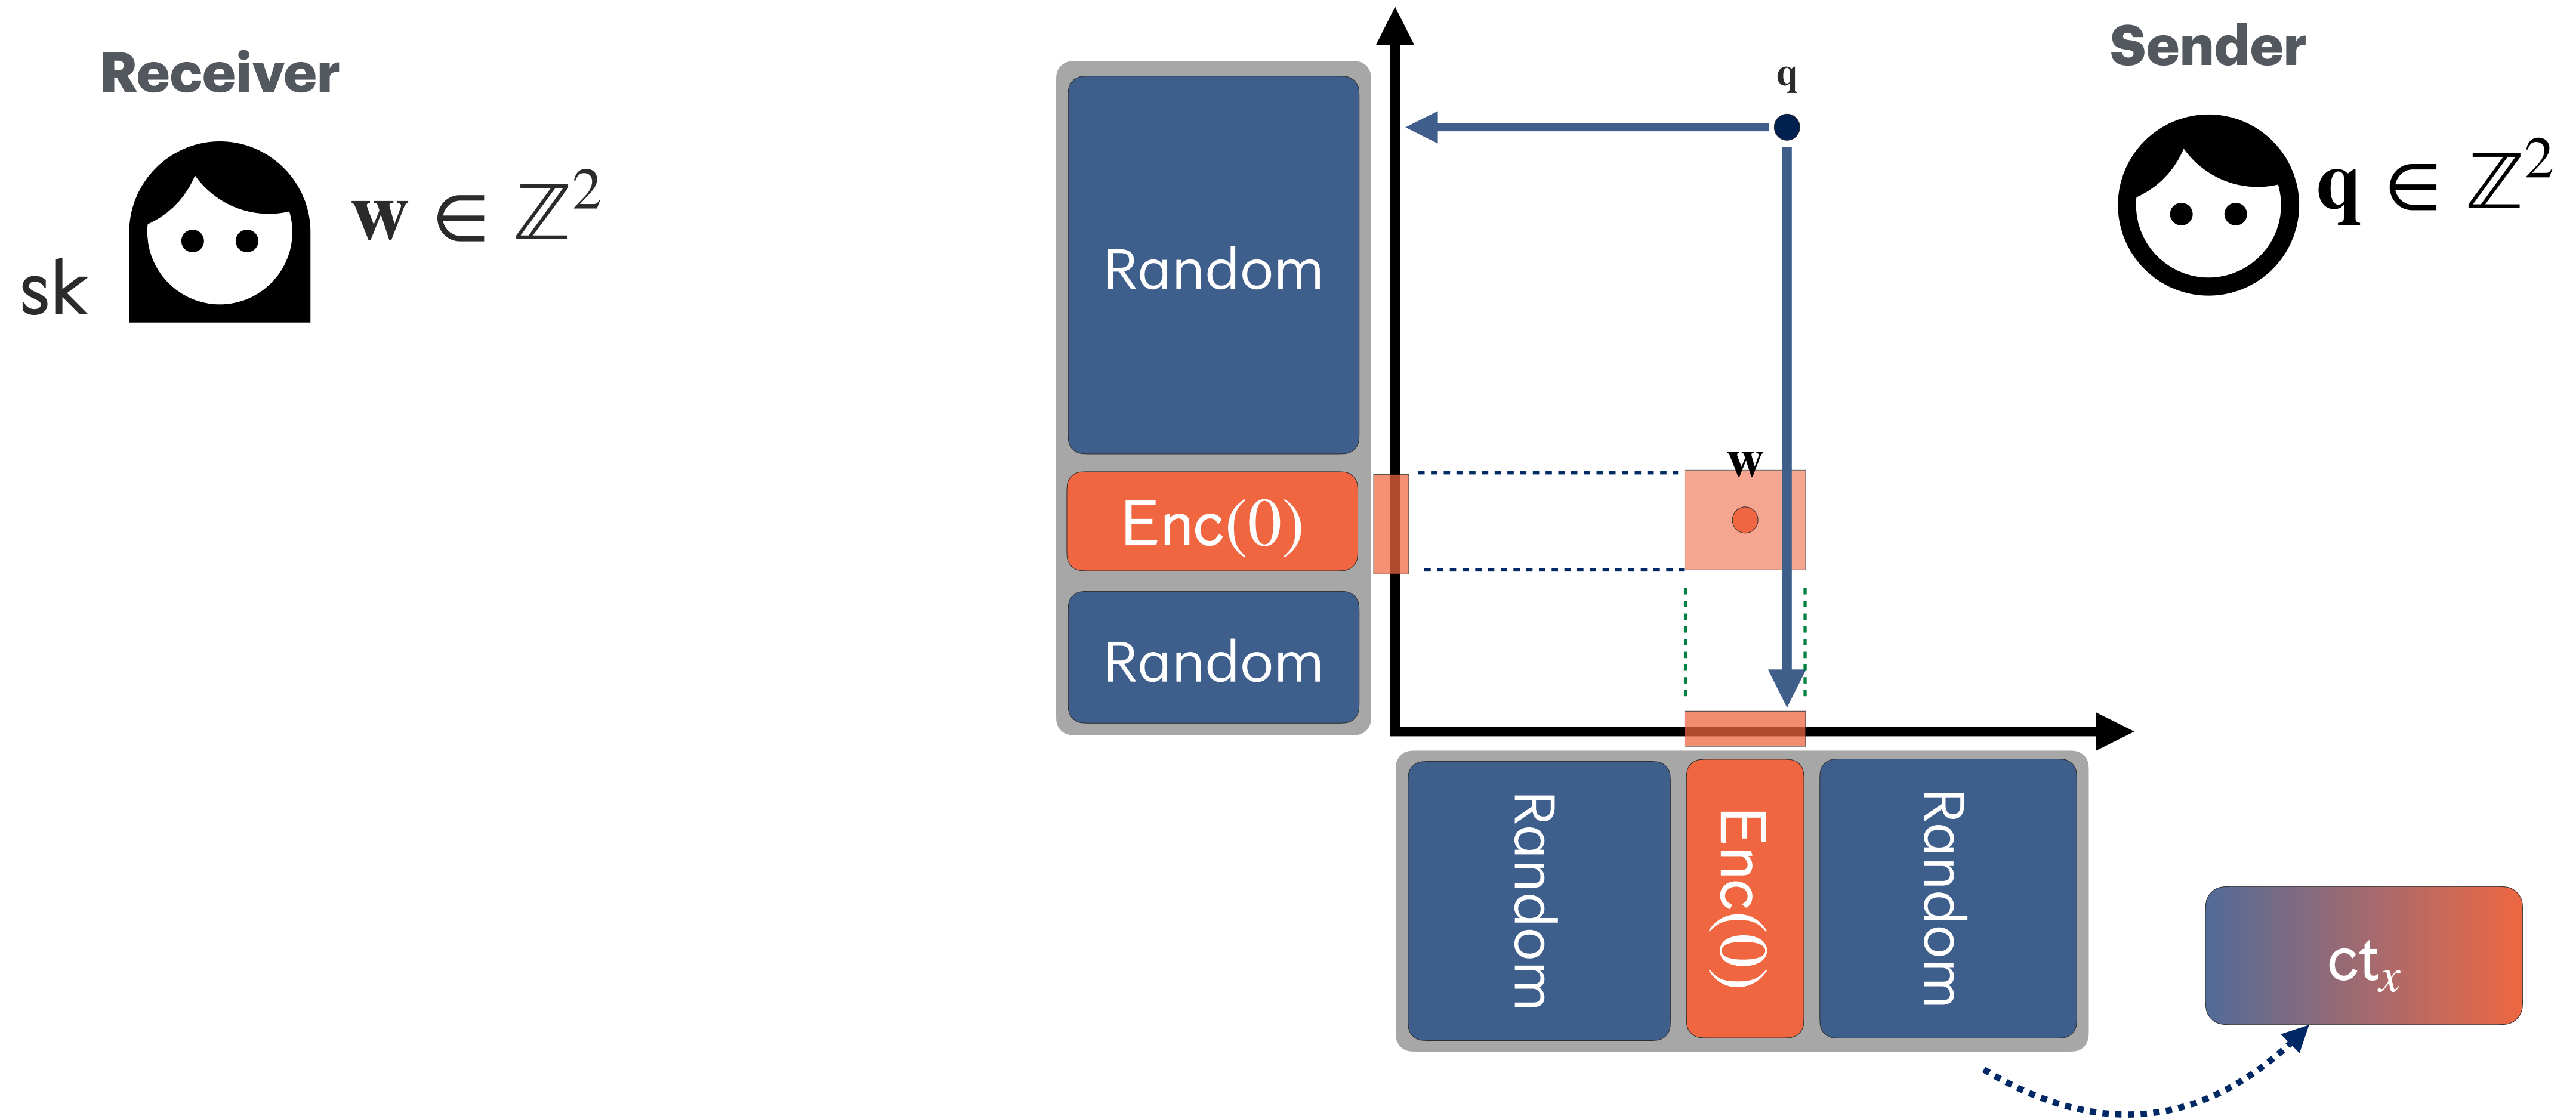 Receiver
sk
𝐰 ∈ ℤ²
Sender
𝐪 ∈ ℤ²
𝐪
𝐰
Random
Enc(0)
Random
Random
Enc(0)
Random
ctₓ